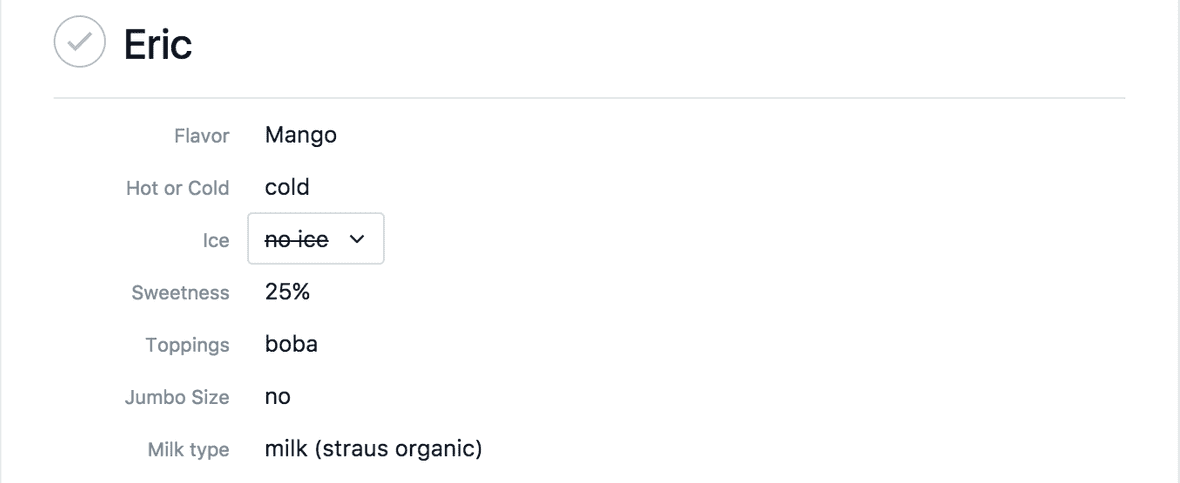 Eric
Flavor Mango
Hot or Cold cold
Ice no ice
Sweetness 25%
Toppings boba
Jumbo Size no
Milk type milk (straus organic)